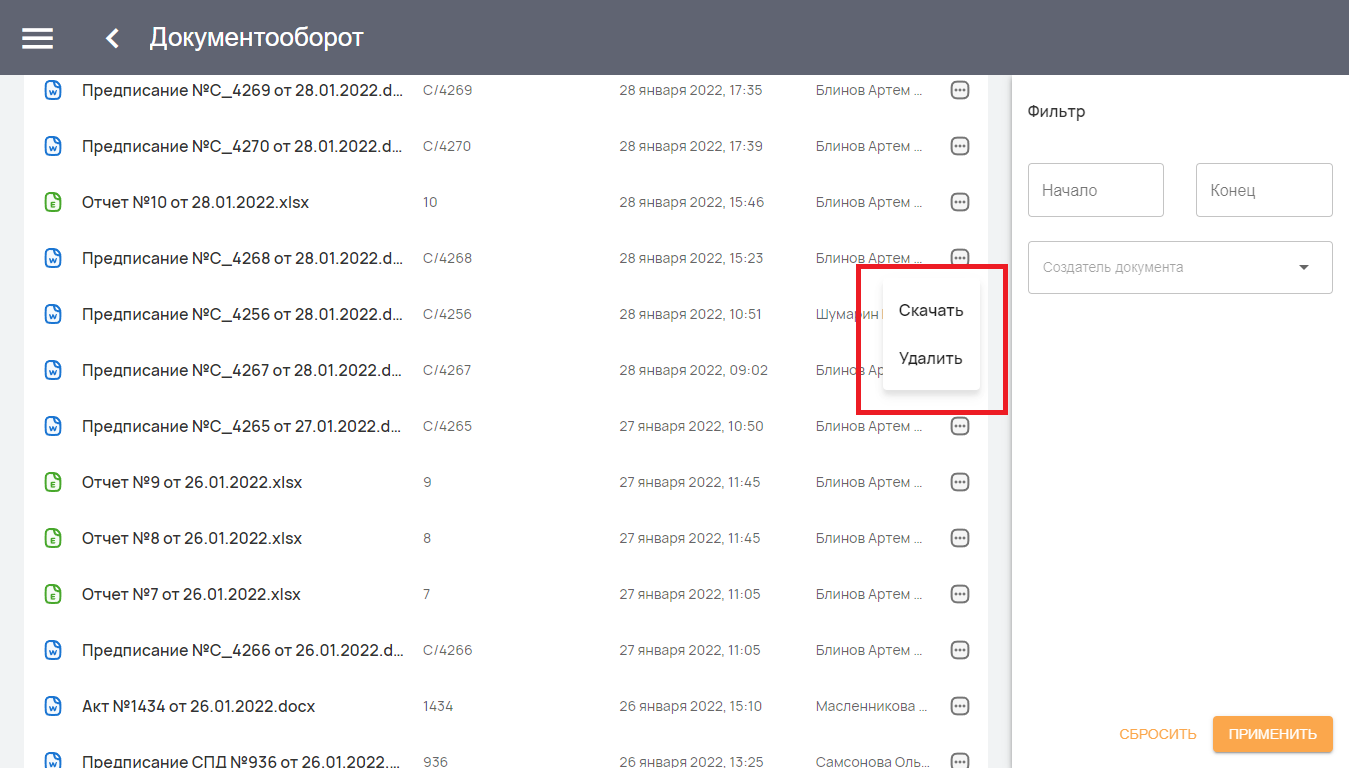 Документооборот
Предписание №С_4269 от 28.01.2022.d... С/4269 28 января 2022, 17:35 Блинов Артем ...
Предписание №С_4270 от 28.01.2022.d... С/4270 28 января 2022, 17:39 Блинов Артем ...
Отчет №10 от 28.01.2022.xlsx 10 28 января 2022, 15:46 Блинов Артем ...
Предписание №С_4268 от 28.01.2022.d... С/4268 28 января 2022, 15:23 Блинов Артем ...
Предписание №С_4256 от 28.01.2022.d... С/4256 28 января 2022, 10:51 Шумарин
Предписание №С_4267 от 28.01.2022.d... С/4267 28 января 2022, 09:02 Блинов Ар
Предписание №С_4265 от 27.01.2022.d... С/4265 27 января 2022, 10:50 Блинов Артем ...
Отчет №9 от 26.01.2022.xlsx 9 27 января 2022, 11:45 Блинов Артем ...
Отчет №8 от 26.01.2022.xlsx 8 27 января 2022, 11:45 Блинов Артем ...
Отчет №7 от 26.01.2022.xlsx 7 27 января 2022, 11:05 Блинов Артем ...
Предписание №С_4266 от 26.01.2022.d... С/4266 27 января 2022, 11:05 Блинов Артем ...
Акт №1434 от 26.01.2022.docx 1434 26 января 2022, 15:10 Масленникова ...
Предписание СПД №936 от 26.01.2022.... 936 26 января 2022, 13:25 Самсонова Оль...
Скачать
Удалить
Фильтр
Начало Конец
Создатель документа
СБРОСИТЬ ПРИМЕНИТЬ